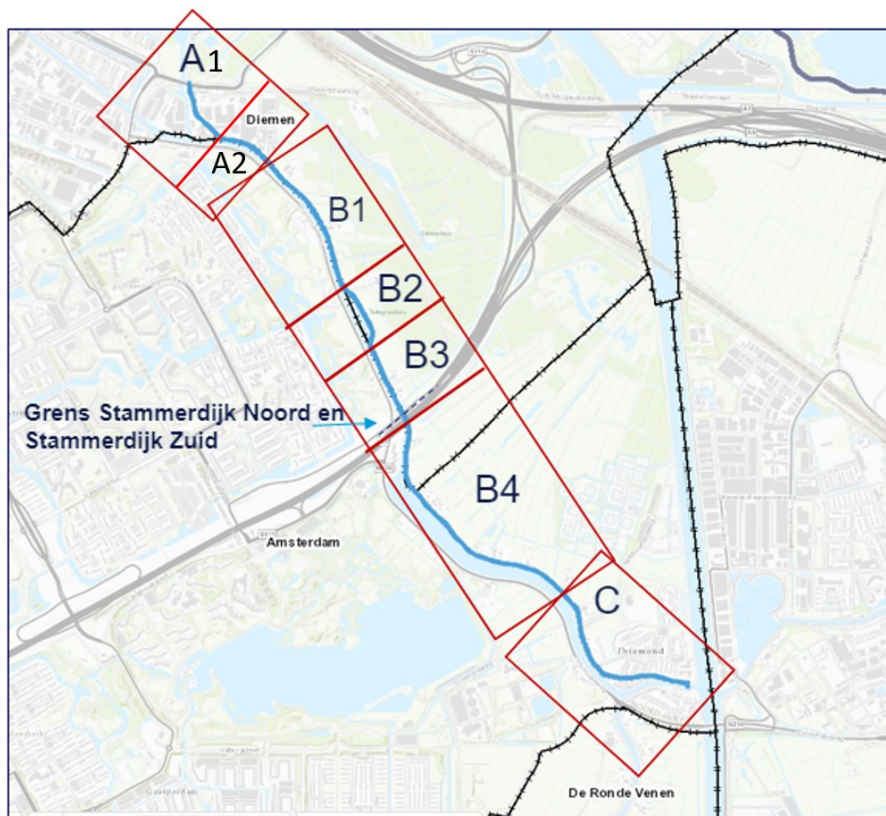 A1
Diemen
A2
B1
B2
B3
Grens Stammerdijk Noord en
Stammerdijk Zuid
B4
Amsterdam
C
Driemond
De Ronde Venen